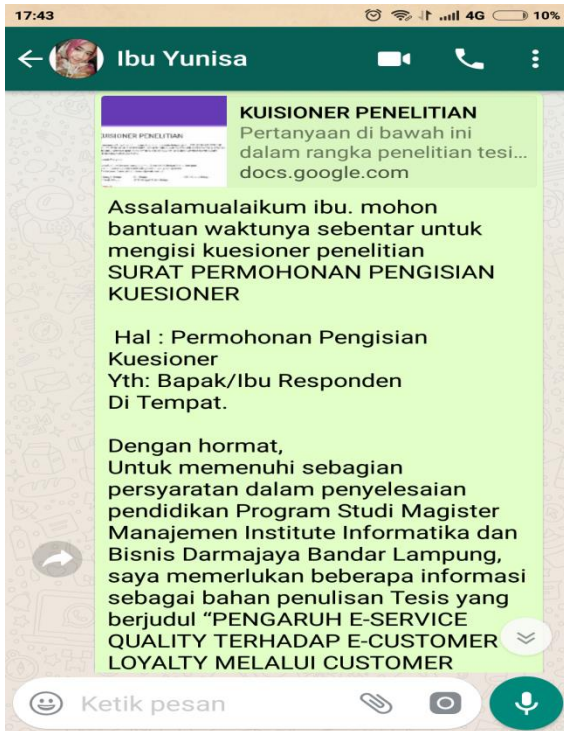 17:43 4G 10%
Ibu Yunisa
KUISIONER PENELITIAN
Pertanyaan di bawah ini
dalam rangka penelitian tesi...
docs.google.com
Assalamualaikum ibu. mohon
bantuan waktunya sebentar untuk
mengisi kuesioner penelitian
SURAT PERMOHONAN PENGISIAN
KUESIONER
Hal : Permohonan Pengisian
Kuesioner
Yth: Bapak/Ibu Responden
Di Tempat.
Dengan hormat,
Untuk memenuhi sebagian
persyaratan dalam penyelesaian
pendidikan Program Studi Magister
Manajemen Institute Informatika dan
Bisnis Darmajaya Bandar Lampung,
saya memerlukan beberapa informasi
sebagai bahan penulisan Tesis yang
berjudul “PENGARUH E-SERVICE
QUALITY TERHADAP E-CUSTOMER
LOYALTY MELALUI CUSTOMER
Ketik pesan